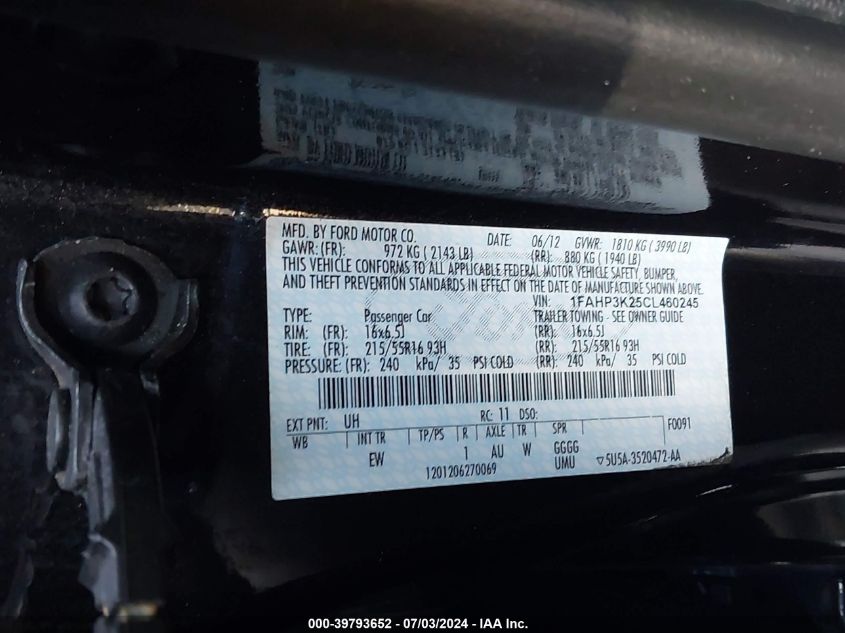 MFD. BY FORD MOTOR CO. DATE: 06/12 GVWR: 1810 KG ( 3990 LB)
GAWR: (FR): 972 KG ( 2143 LB) (RR): 880 KG ( 1940 LB)
THIS VEHICLE CONFORMS TO ALL APPLICABLE FEDERAL MOTOR VEHICLE SAFETY, BUMPER,
AND THEFT PREVENTION STANDARDS IN EFFECT ON THE DATE OF MANUFACTURE SHOWN ABOVE.
VIN: 1FAHP3K25CL460245
TYPE: Passenger Car TRAILER TOWING - SEE OWNER GUIDE
RIM: (FR): 16x6.5J (RR): 16x6.5J
TIRE: (FR): 215/55R16 93H (RR): 215/55R16 93H
PRESSURE: (FR): 240 kPa/ 35 PSI COLD (RR): 240 kPa/ 35 PSI COLD
EXT PNT: UH RC: 11 DSO: F0091
WB INT TR TP/PS R AXLE TR SPR
EW 1 AU W GGGG
UMU
1201206270069 ▽5U5A-3520472-AA
000-39793652 - 07/03/2024 - IAA Inc.